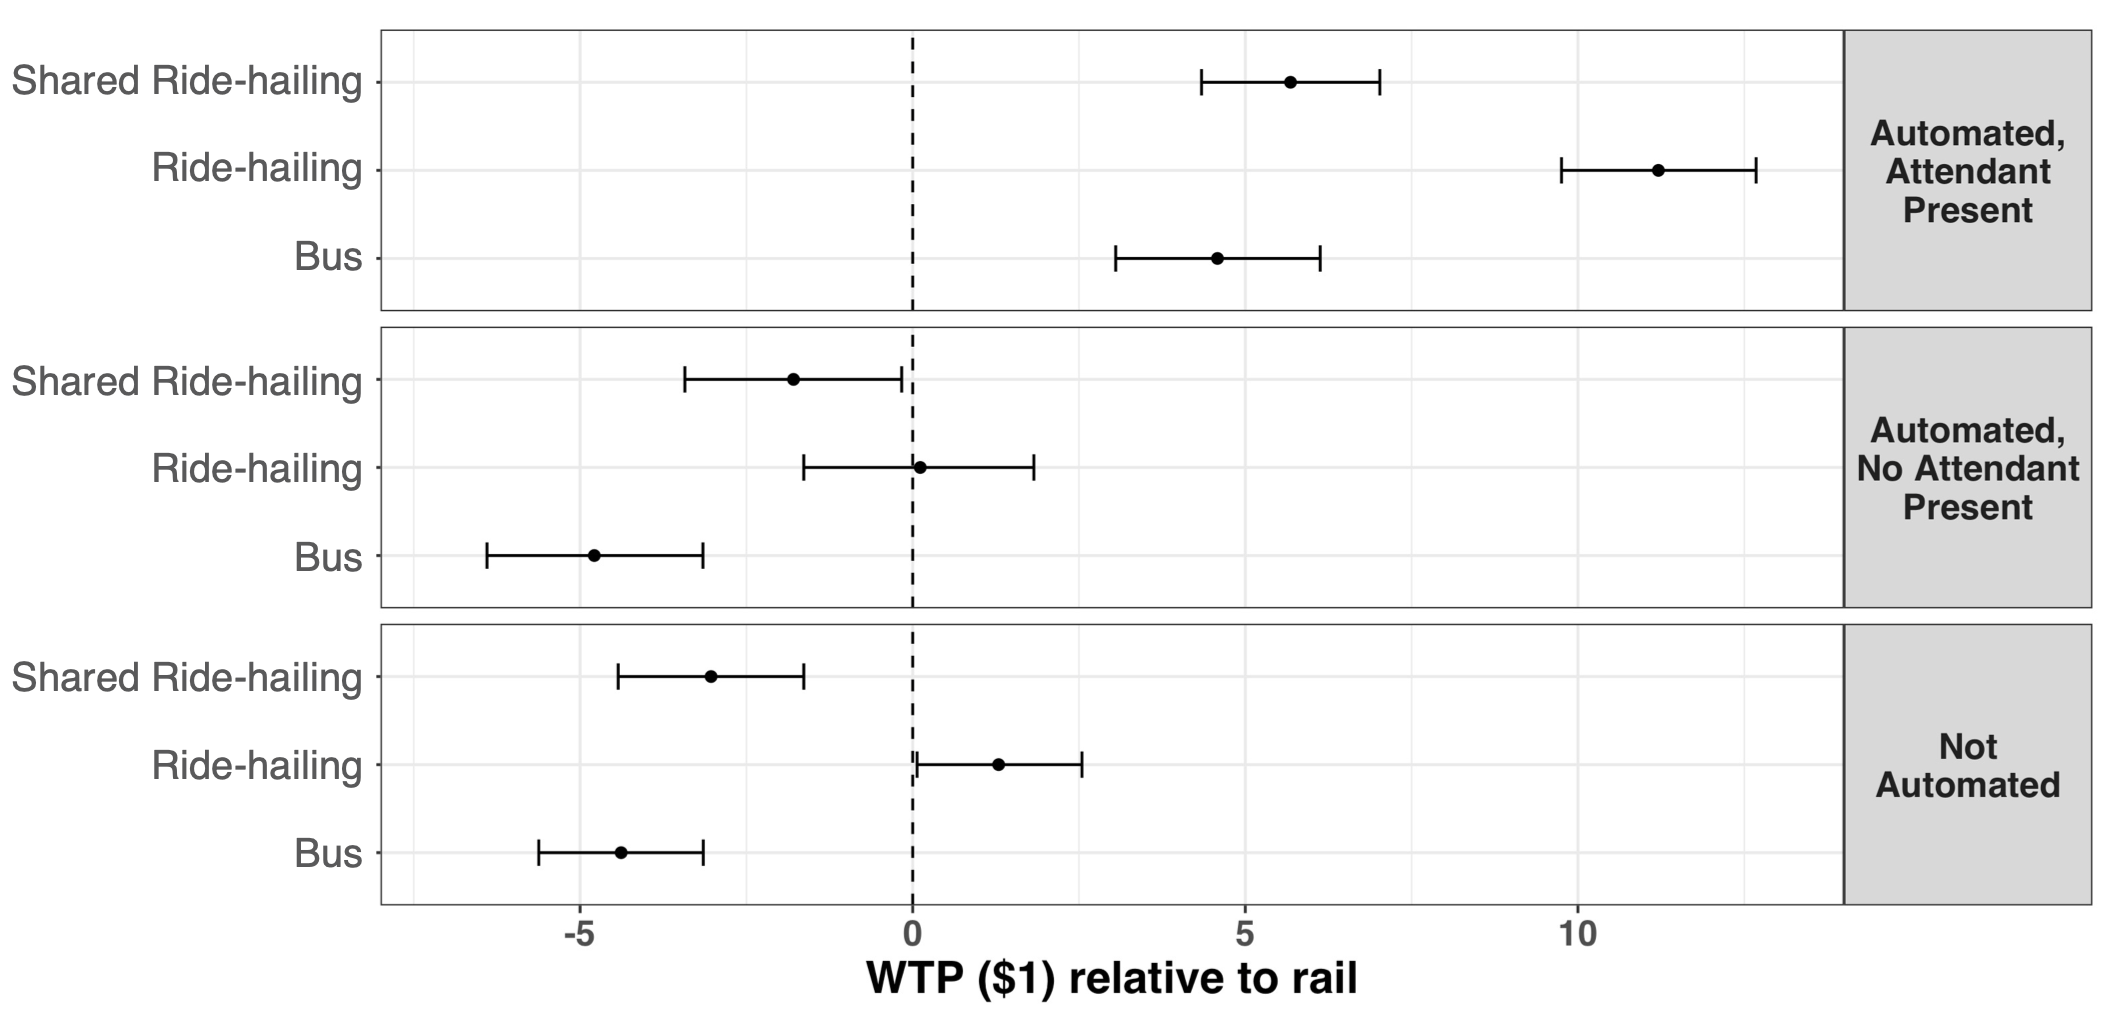 Shared Ride-hailing
Ride-hailing
Bus
Automated,
Attendant
Present
Shared Ride-hailing
Ride-hailing
Bus
Automated,
No Attendant
Present
Shared Ride-hailing
Ride-hailing
Bus
Not
Automated
-5 0 5 10
WTP ($1) relative to rail